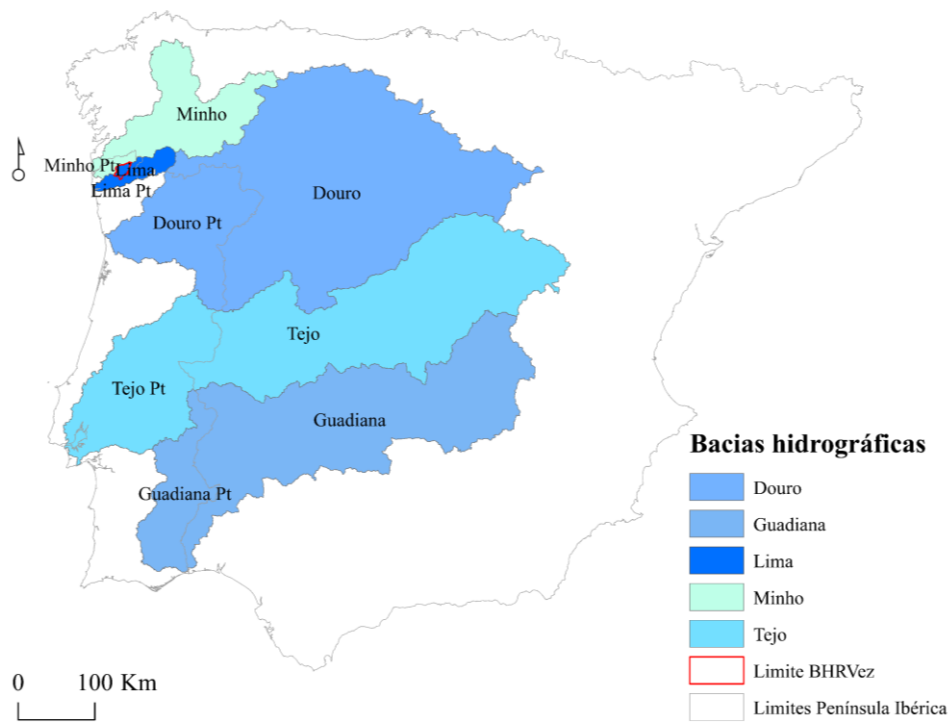 Minho
Minho Pt
Lima
Lima Pt
Douro
Douro Pt
Tejo
Tejo Pt
Guadiana
Guadiana Pt
Bacias hidrográficas
Douro
Guadiana
Lima
Minho
Tejo
Limite BHRVez
Limites Península Ibérica
0 100 Km